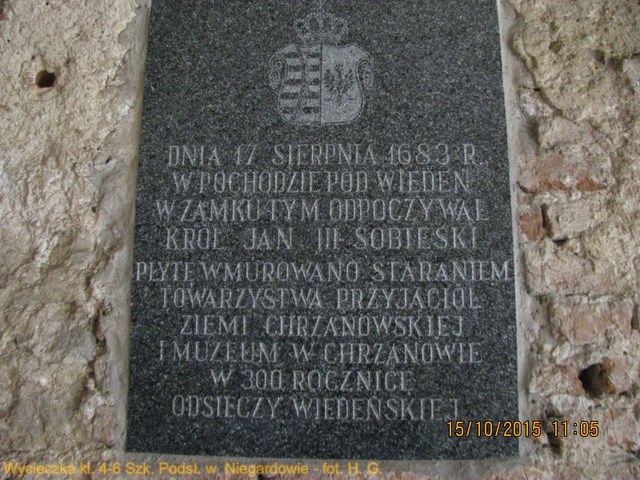 DNIA 17 SIERPNIA 1683 R.
W POCHODZIE POD WIEDEŃ
W ZAMKU TYM ODPOCZYWAŁ
KRÓL JAN III SOBIESKI
PŁYTĘ WMUROWANO STARANIEM
TOWARZYSTWA PRZYJACIÓŁ
ZIEMI CHRZANOWSKIEJ
I MUZEUM W CHRZANOWIE
W 300 ROCZNICĘ
ODSIECZY WIEDEŃSKIEJ
15/10/2015 11:05
Wycieczka kl. 4-6 Szk. Podst. w Niegardowie - fot. H. G.